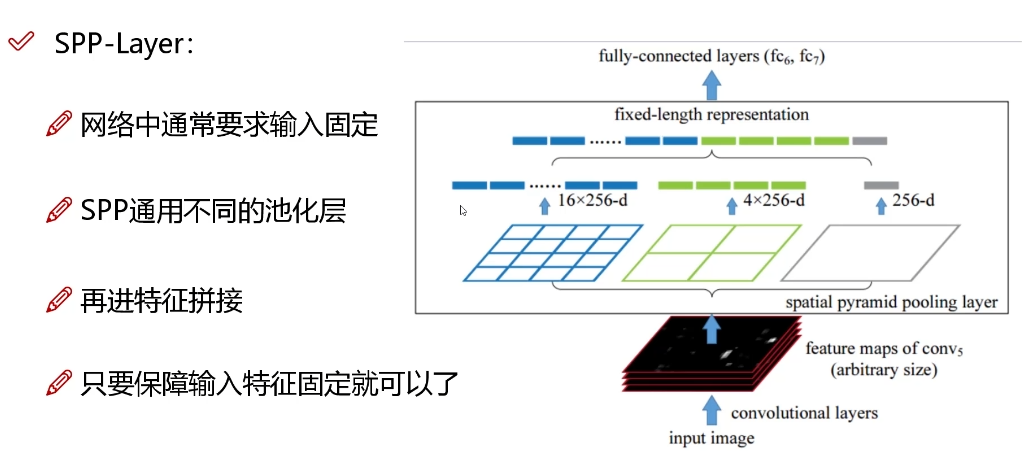 SPP-Layer:
网络中通常要求输入固定
SPP通用不同的池化层
再进特征拼接
只要保障输入特征固定就可以了
fully-connected layers (fc₆, fc₇)
fixed-length representation
......
......
16×256-d
4×256-d
256-d
spatial pyramid pooling layer
feature maps of conv₅
(arbitrary size)
convolutional layers
input image